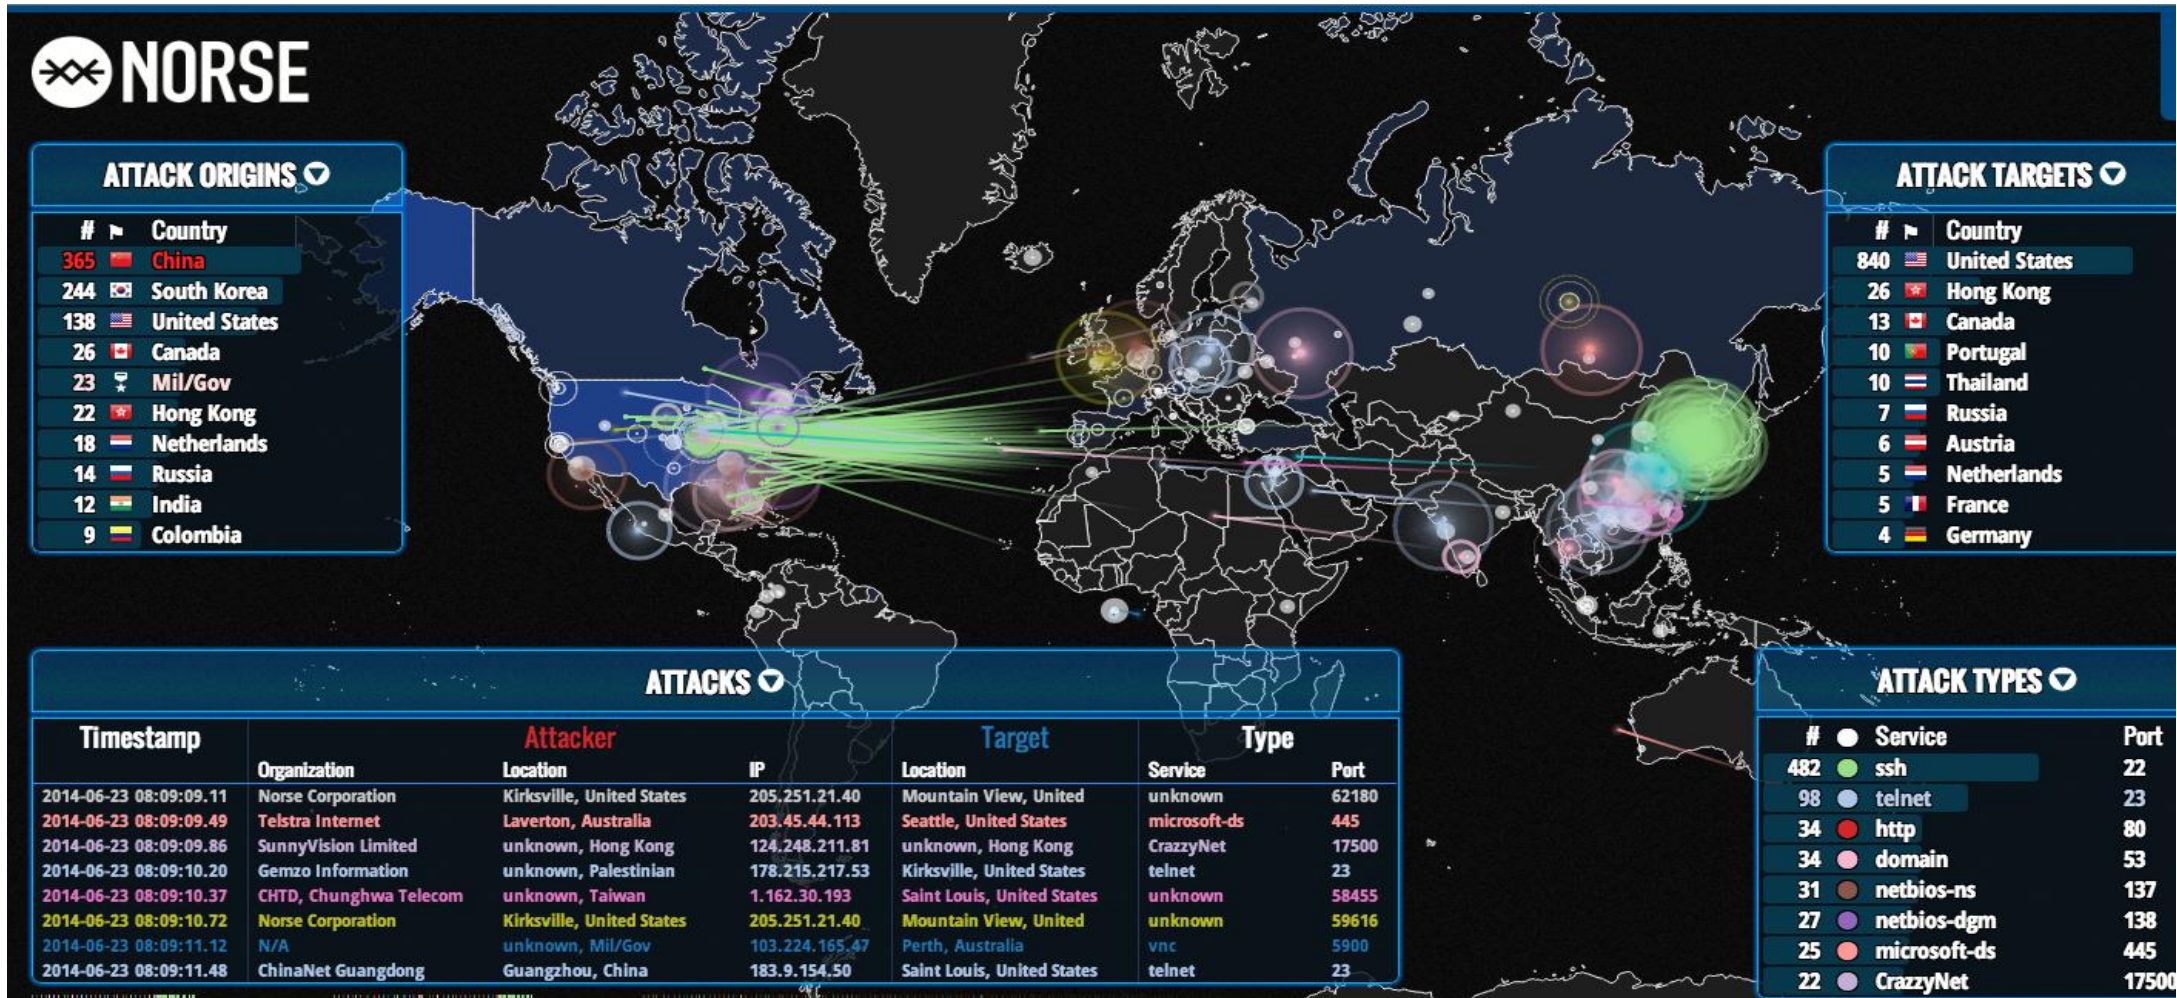 NORSE
ATTACK ORIGINS
# Country
365 China
244 South Korea
138 United States
26 Canada
23 Mil/Gov
22 Hong Kong
18 Netherlands
14 Russia
12 India
9 Colombia
ATTACK TARGETS
# Country
840 United States
26 Hong Kong
13 Canada
10 Portugal
10 Thailand
7 Russia
6 Austria
5 Netherlands
5 France
4 Germany
ATTACKS
Timestamp Attacker Target Type
Organization Location IP Location Service Port
2014-06-23 08:09:09.11 Norse Corporation Kirksville, United States 205.251.21.40 Mountain View, United unknown 62180
2014-06-23 08:09:09.49 Telstra Internet Laverton, Australia 203.45.44.113 Seattle, United States microsoft-ds 445
2014-06-23 08:09:09.86 SunnyVision Limited unknown, Hong Kong 124.248.211.81 unknown, Hong Kong CrazzyNet 17500
2014-06-23 08:09:10.20 Gemzo Information unknown, Palestinian 178.215.217.53 Kirksville, United States telnet 23
2014-06-23 08:09:10.37 CHTD, Chunghwa Telecom unknown, Taiwan 1.162.30.193 Saint Louis, United States unknown 58455
2014-06-23 08:09:10.72 Norse Corporation Kirksville, United States 205.251.21.40 Mountain View, United unknown 59616
2014-06-23 08:09:11.12 N/A unknown, Mil/Gov 103.224.165.47 Perth, Australia vnc 5900
2014-06-23 08:09:11.48 ChinaNet Guangdong Guangzhou, China 183.9.154.50 Saint Louis, United States telnet 23
ATTACK TYPES
# Service Port
482 ssh 22
98 telnet 23
34 http 80
34 domain 53
31 netbios-ns 137
27 netbios-dgm 138
25 microsoft-ds 445
22 CrazzyNet 17500